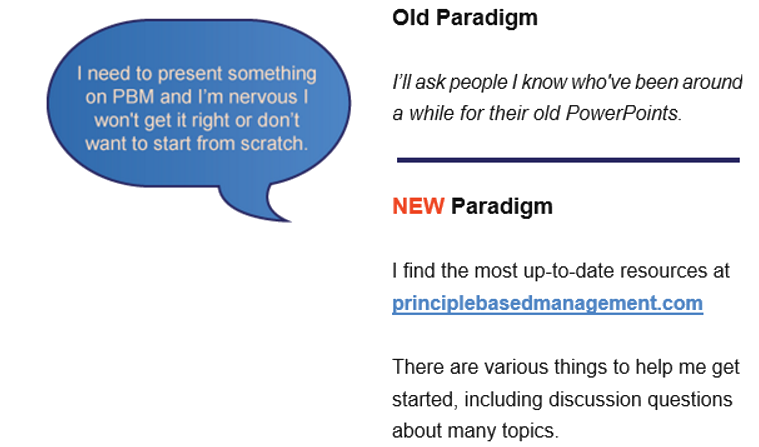 I need to present something
on PBM and I'm nervous I
won't get it right or don't
want to start from scratch.
Old Paradigm
I'll ask people I know who've been around
a while for their old PowerPoints.
NEW Paradigm
I find the most up-to-date resources at
principlebasedmanagement.com
There are various things to help me get
started, including discussion questions
about many topics.